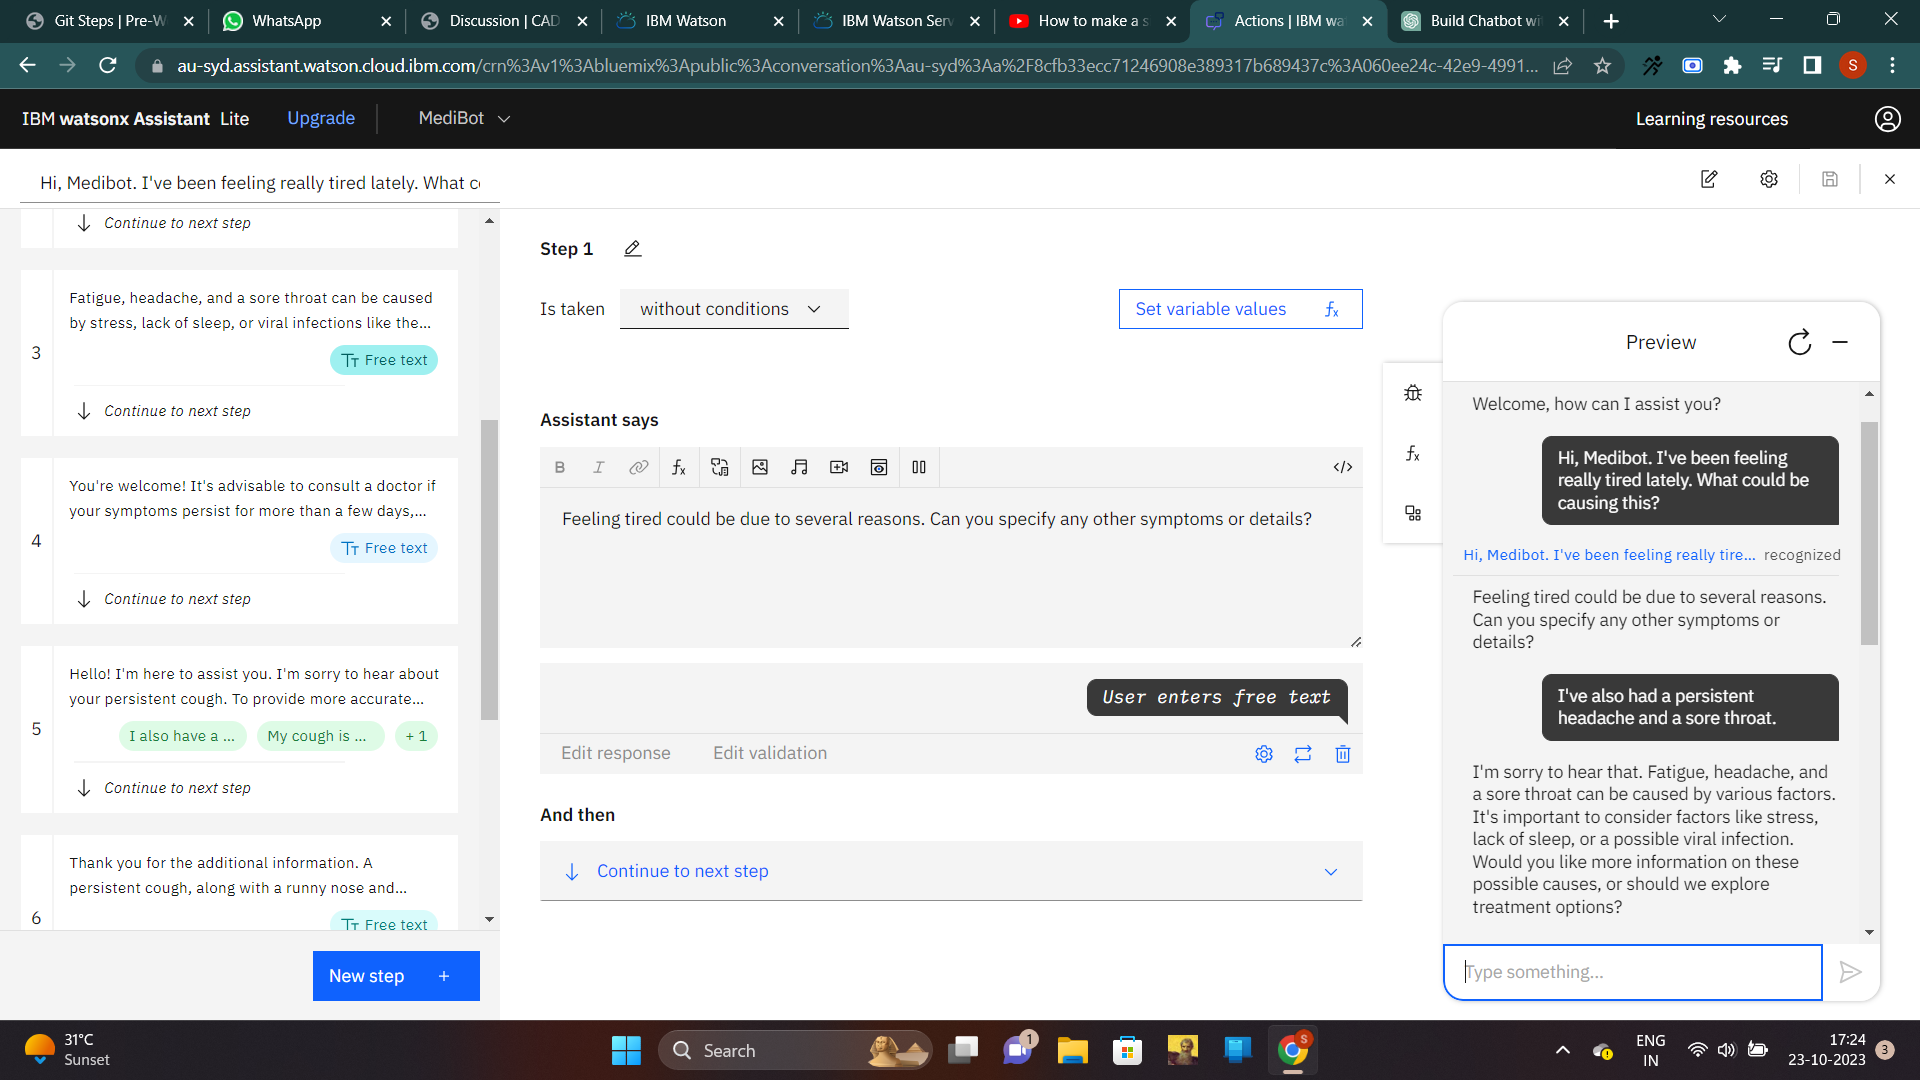 Git Steps | Pre-W
WhatsApp
Discussion | CAD
IBM Watson
IBM Watson Serv
How to make a s
Actions | IBM wa
Build Chatbot wi
au-syd.assistant.watson.cloud.ibm.com/crn%3Av1%3Abluemix%3Apublic%3Aconversation%3Aau-syd%3Aa%2F8cfb33ecc71246908e389317b689437c%3A060ee24c-42e9-4991...
S
IBM watsonx Assistant Lite
Upgrade
MediBot
Learning resources
Hi, Medibot. I've been feeling really tired lately. What c
Continue to next step
3
Fatigue, headache, and a sore throat can be caused
by stress, lack of sleep, or viral infections like the...
Free text
Continue to next step
4
You're welcome! It's advisable to consult a doctor if
your symptoms persist for more than a few days,...
Free text
Continue to next step
5
Hello! I'm here to assist you. I'm sorry to hear about
your persistent cough. To provide more accurate...
I also have a ...
My cough is ...
+ 1
Continue to next step
6
Thank you for the additional information. A
persistent cough, along with a runny nose and...
Free text
New step +
Step 1
Is taken
without conditions
Set variable values fx
Assistant says
B I
fx
</>
Feeling tired could be due to several reasons. Can you specify any other symptoms or details?
User enters free text
Edit response
Edit validation
And then
Continue to next step
fx
Preview
Welcome, how can I assist you?
Hi, Medibot. I've been feeling
really tired lately. What could be
causing this?
Hi, Medibot. I've been feeling really tire... recognized
Feeling tired could be due to several reasons.
Can you specify any other symptoms or
details?
I've also had a persistent
headache and a sore throat.
I'm sorry to hear that. Fatigue, headache, and
a sore throat can be caused by various factors.
It's important to consider factors like stress,
lack of sleep, or a possible viral infection.
Would you like more information on these
possible causes, or should we explore
treatment options?
Type something...
31°C
Sunset
Search
1
S
ENG
IN
17:24
23-10-2023
3